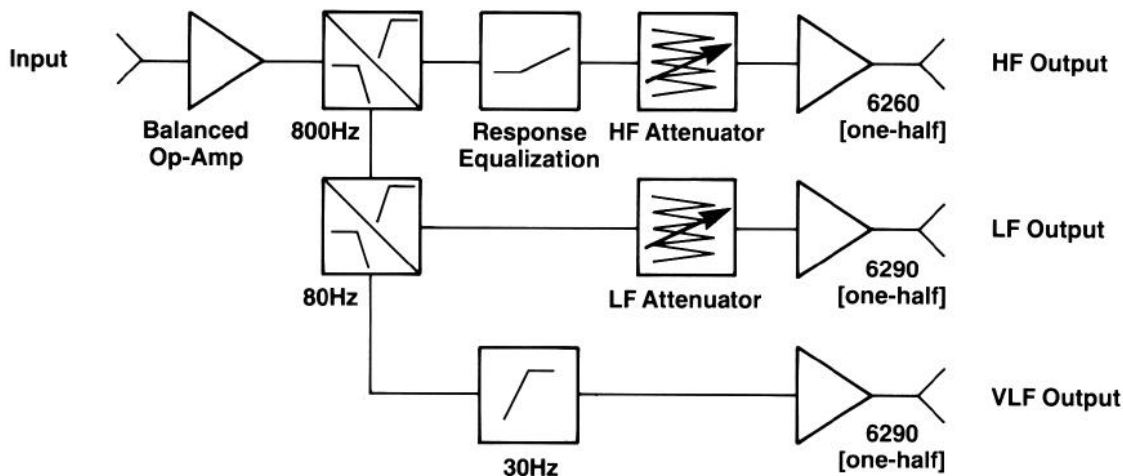 Input
Balanced
Op-Amp
800Hz
Response
Equalization
HF Attenuator
6260
[one-half]
HF Output
80Hz
LF Attenuator
6290
[one-half]
LF Output
30Hz
6290
[one-half]
VLF Output